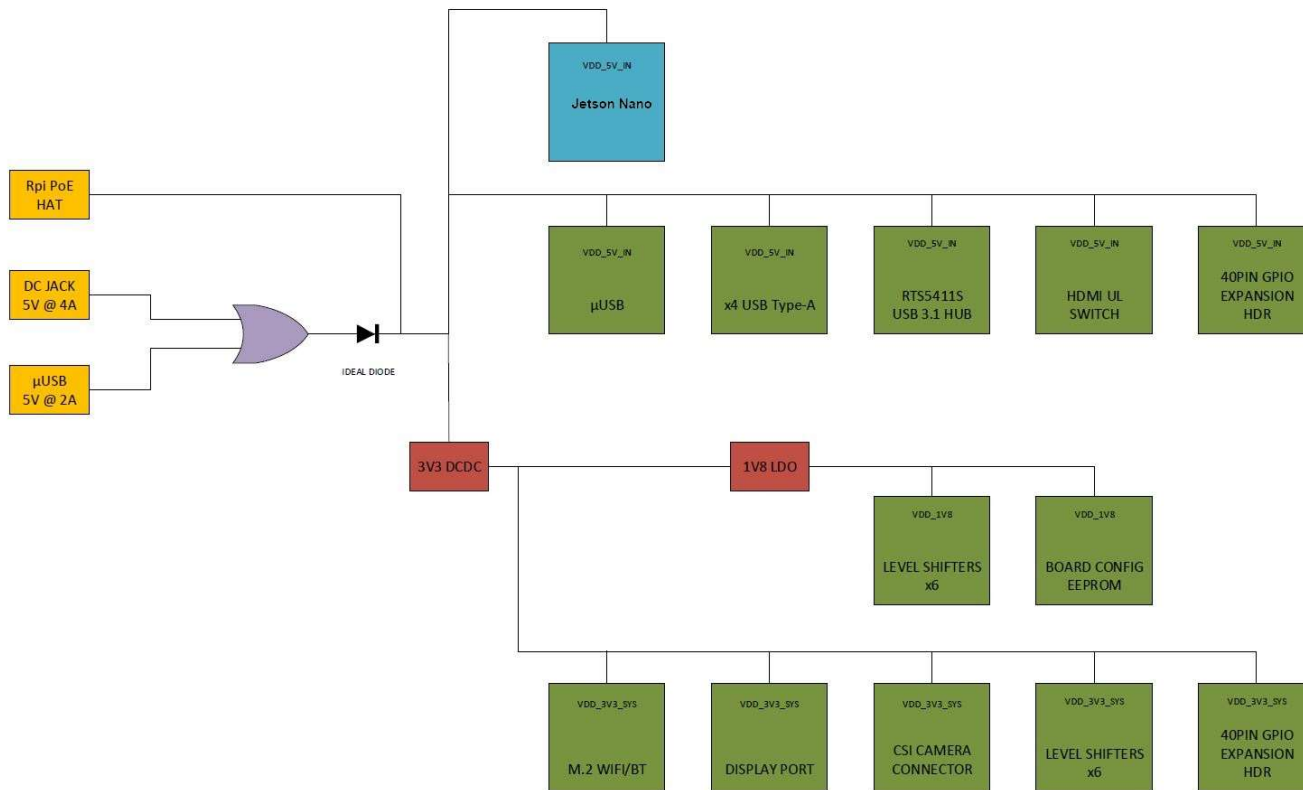 VDD_5V_IN
Jetson Nano
Rpi PoE
HAT
DC JACK
5V @ 4A
µUSB
5V @ 2A
IDEAL DIODE
VDD_5V_IN
µUSB
VDD_5V_IN
x4 USB Type-A
VDD_5V_IN
RTS5411S
USB 3.1 HUB
VDD_5V_IN
HDMI UL
SWITCH
VDD_5V_IN
40PIN GPIO
EXPANSION
HDR
3V3 DCDC
1V8 LDO
VDD_1V8
LEVEL SHIFTERS
x6
VDD_1V8
BOARD CONFIG
EEPROM
VDD_3V3_SYS
M.2 WIFI/BT
VDD_3V3_SYS
DISPLAY PORT
VDD_3V3_SYS
CSI CAMERA
CONNECTOR
VDD_3V3_SYS
LEVEL SHIFTERS
x6
VDD_3V3_SYS
40PIN GPIO
EXPANSION
HDR